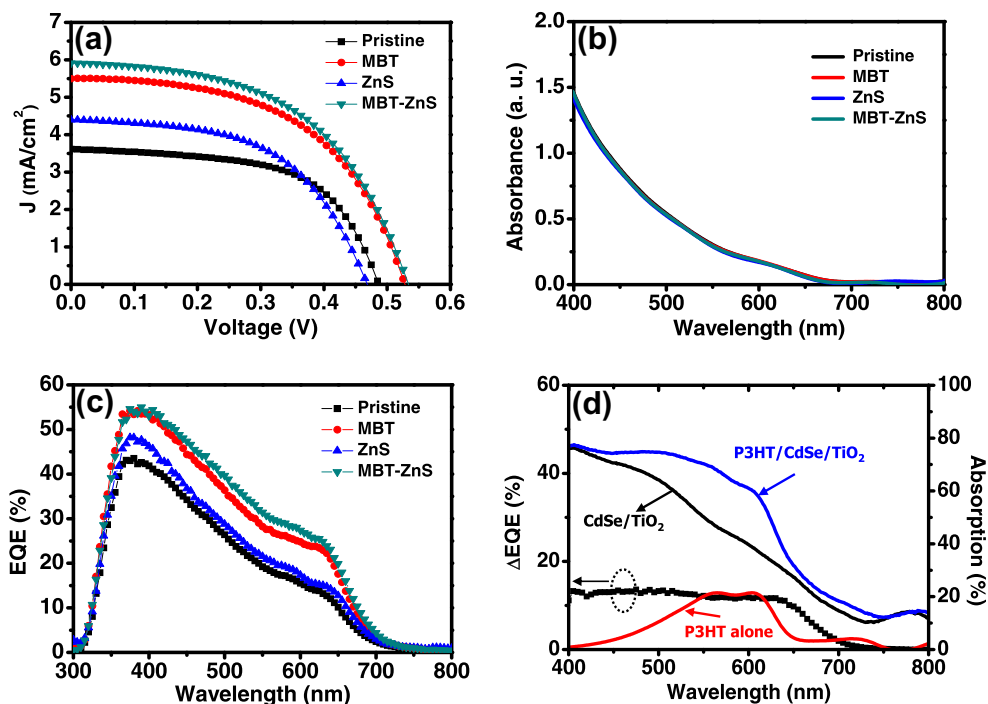 (a)
Pristine
MBT
ZnS
MBT-ZnS
J (mA/cm²)
7
6
5
4
3
2
1
0
0.0 0.1 0.2 0.3 0.4 0.5 0.6
Voltage (V)
(b)
Pristine
MBT
ZnS
MBT-ZnS
Absorbance (a. u.)
2.0
1.5
1.0
0.5
0.0
400 500 600 700 800
Wavelength (nm)
(c)
Pristine
MBT
ZnS
MBT-ZnS
EQE (%)
60
50
40
30
20
10
0
300 400 500 600 700 800
Wavelength (nm)
(d)
P3HT/CdSe/TiO₂
CdSe/TiO₂
P3HT alone
ΔEQE (%)
60
40
20
0
Absorption (%)
100
80
60
40
20
0
400 500 600 700 800
Wavelength (nm)